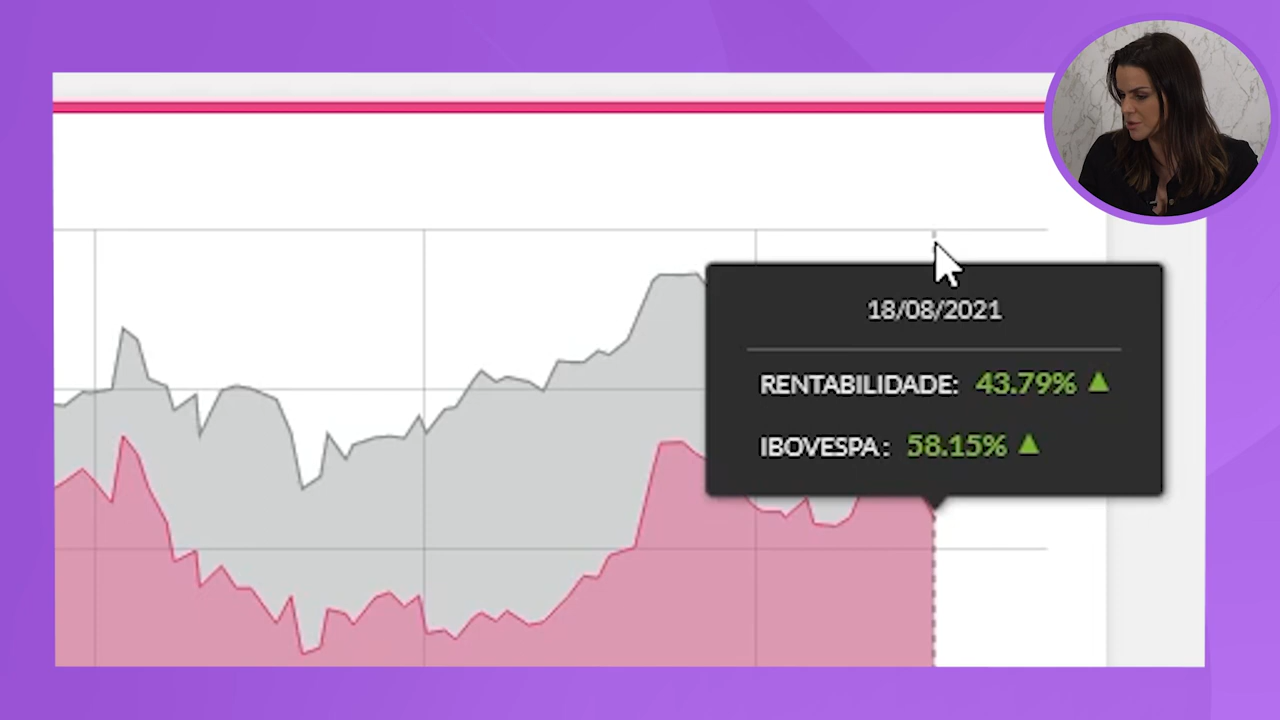 18/08/2021
RENTABILIDADE: 43.79% ▲
IBOVESPA: 58.15% ▲